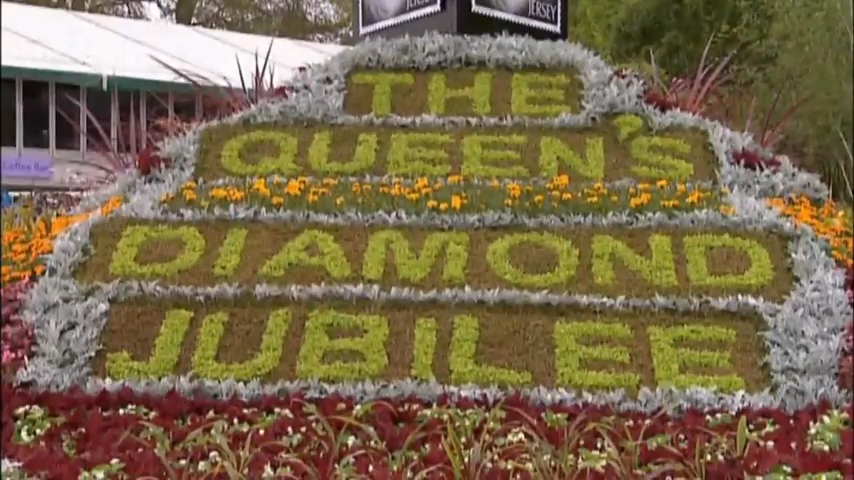 JERSEY
THE
QUEEN'S
DIAMOND
JUBILEE
Coffee Bar